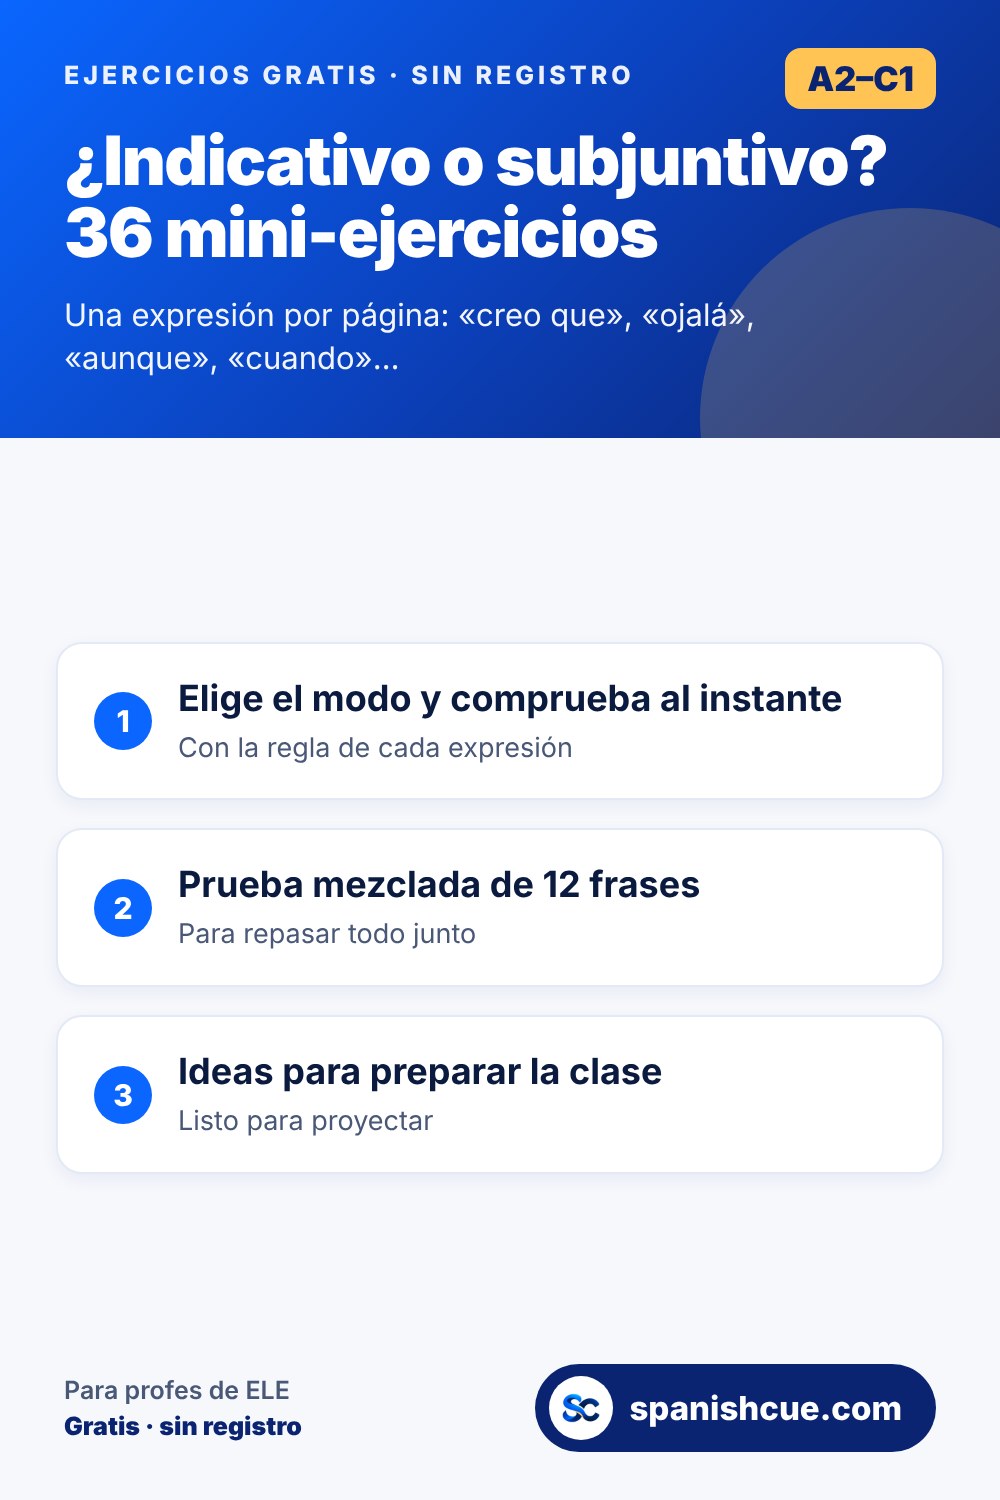 EJERCICIOS GRATIS · SIN REGISTRO
A2–C1
¿Indicativo o subjuntivo?
36 mini-ejercicios
Una expresión por página: «creo que», «ojalá»,
«aunque», «cuando»...
1
Elige el modo y comprueba al instante
Con la regla de cada expresión
2
Prueba mezclada de 12 frases
Para repasar todo junto
3
Ideas para preparar la clase
Listo para proyectar
Para profes de ELE
Gratis · sin registro
SC
spanishcue.com